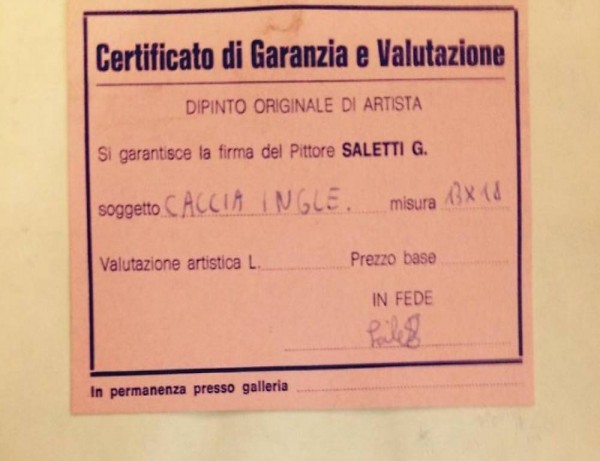 Certificato di Garanzia e Valutazione
DIPINTO ORIGINALE DI ARTISTA
Si garantisce la firma del Pittore SALETTI G.
soggetto CACCIA INGLE. misura 13x18
Valutazione artistica L. Prezzo base
IN FEDE
In permanenza presso galleria